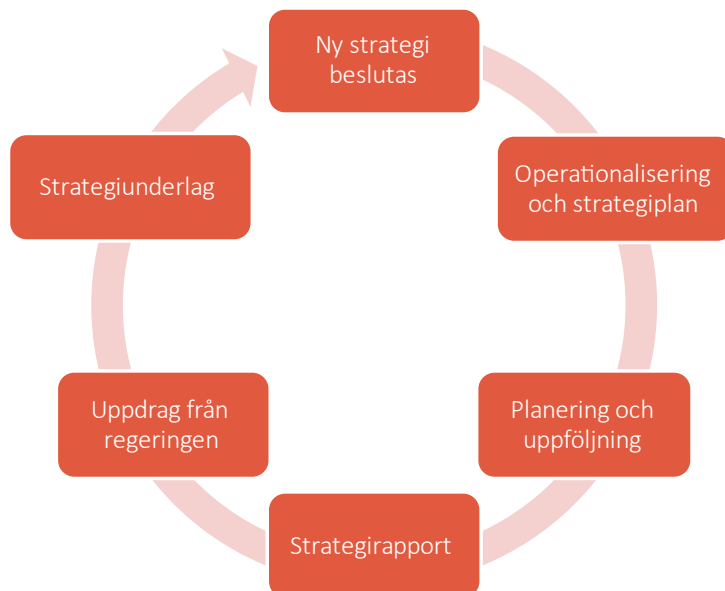 Ny strategi
beslutas
Operationalisering
och strategiplan
Planering och
uppföljning
Strategirapport
Uppdrag från
regeringen
Strategiunderlag